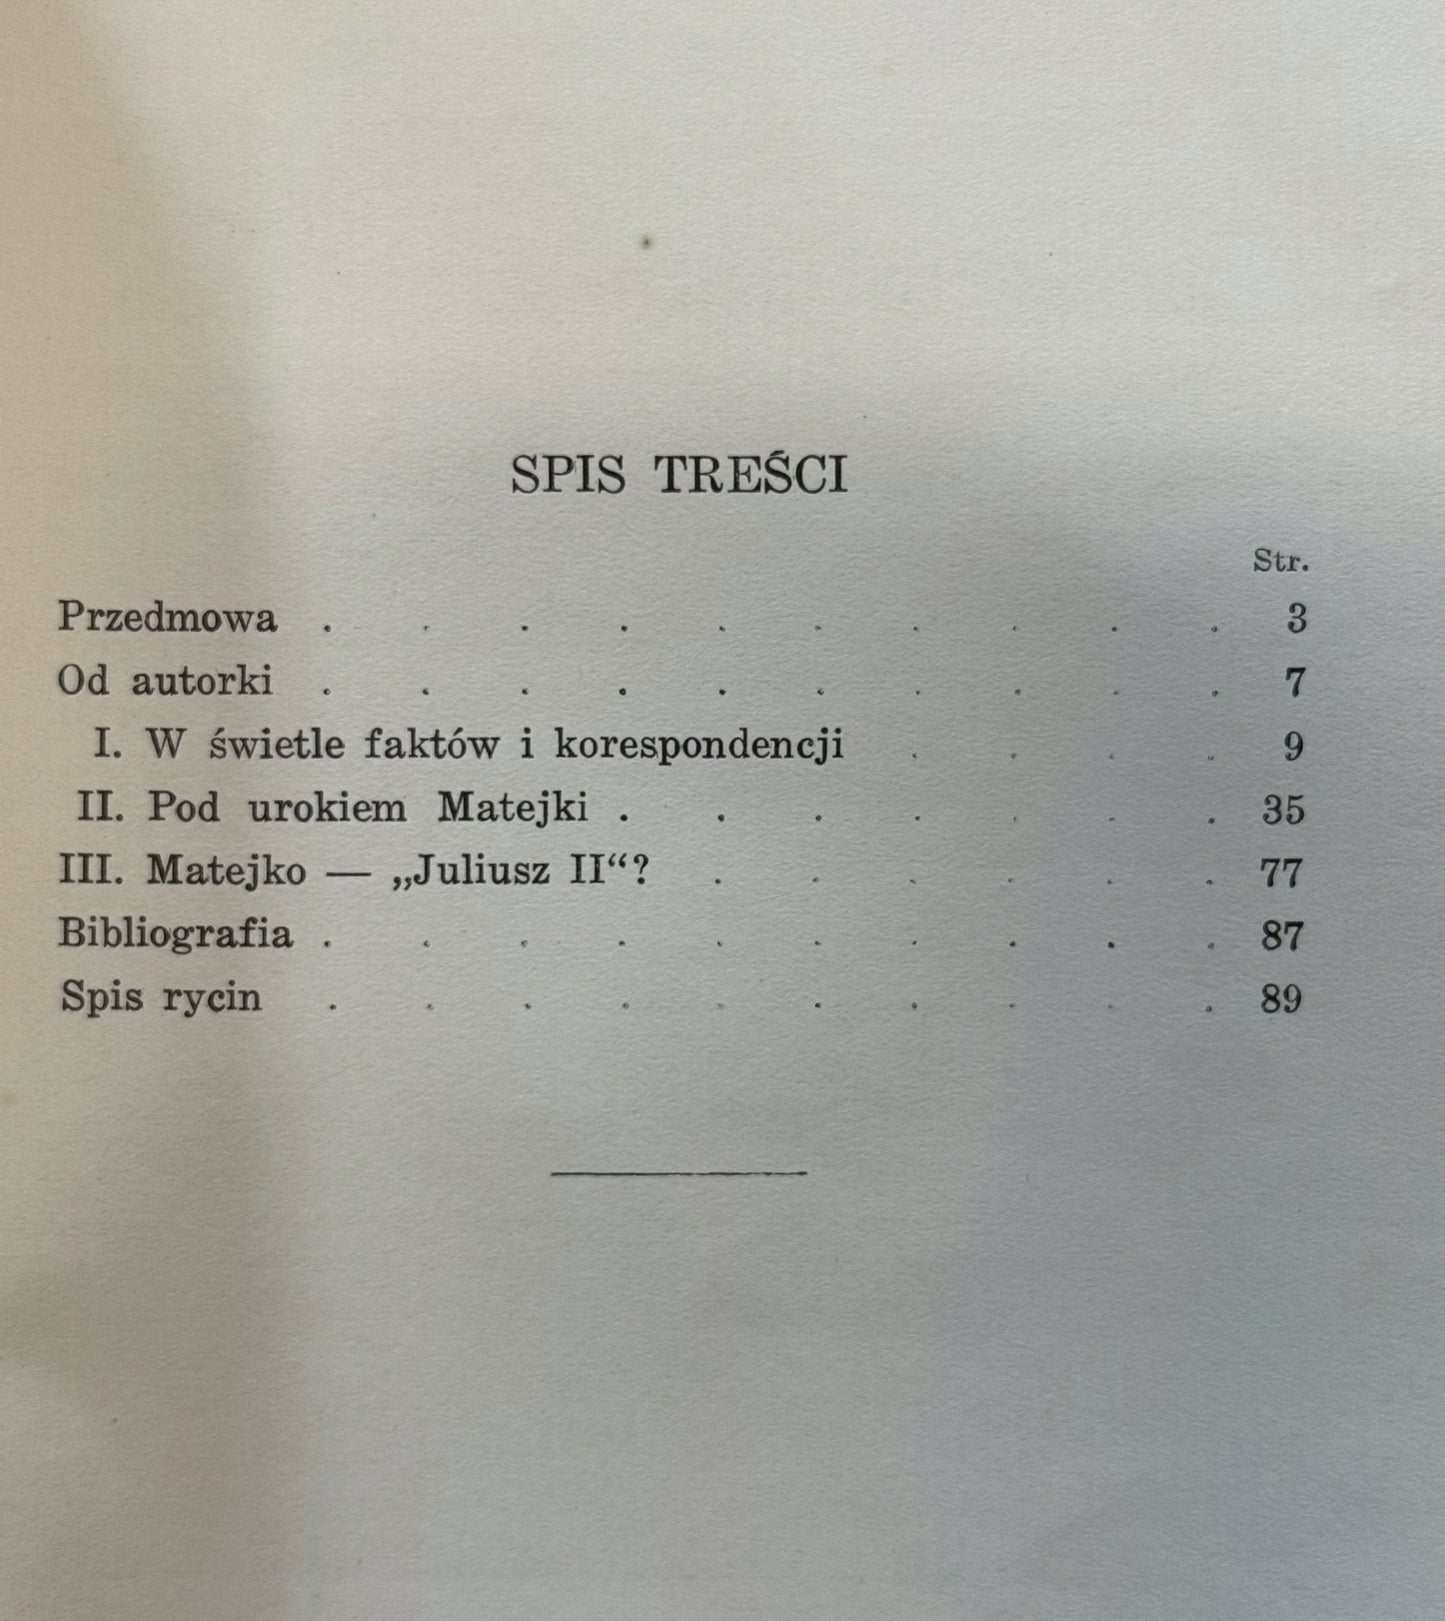 SPIS TREŚCI
Str.
Przedmowa . . . . . . . . . . 3
Od autorki . . . . . . . . . . 7
I. W świetle faktów i korespondencji . . . . 9
II. Pod urokiem Matejki . . . . . . . 35
III. Matejko — „Juliusz II“? . . . . . . 77
Bibliografia . . . . . . . . . . 87
Spis rycin . . . . . . . . . . 89